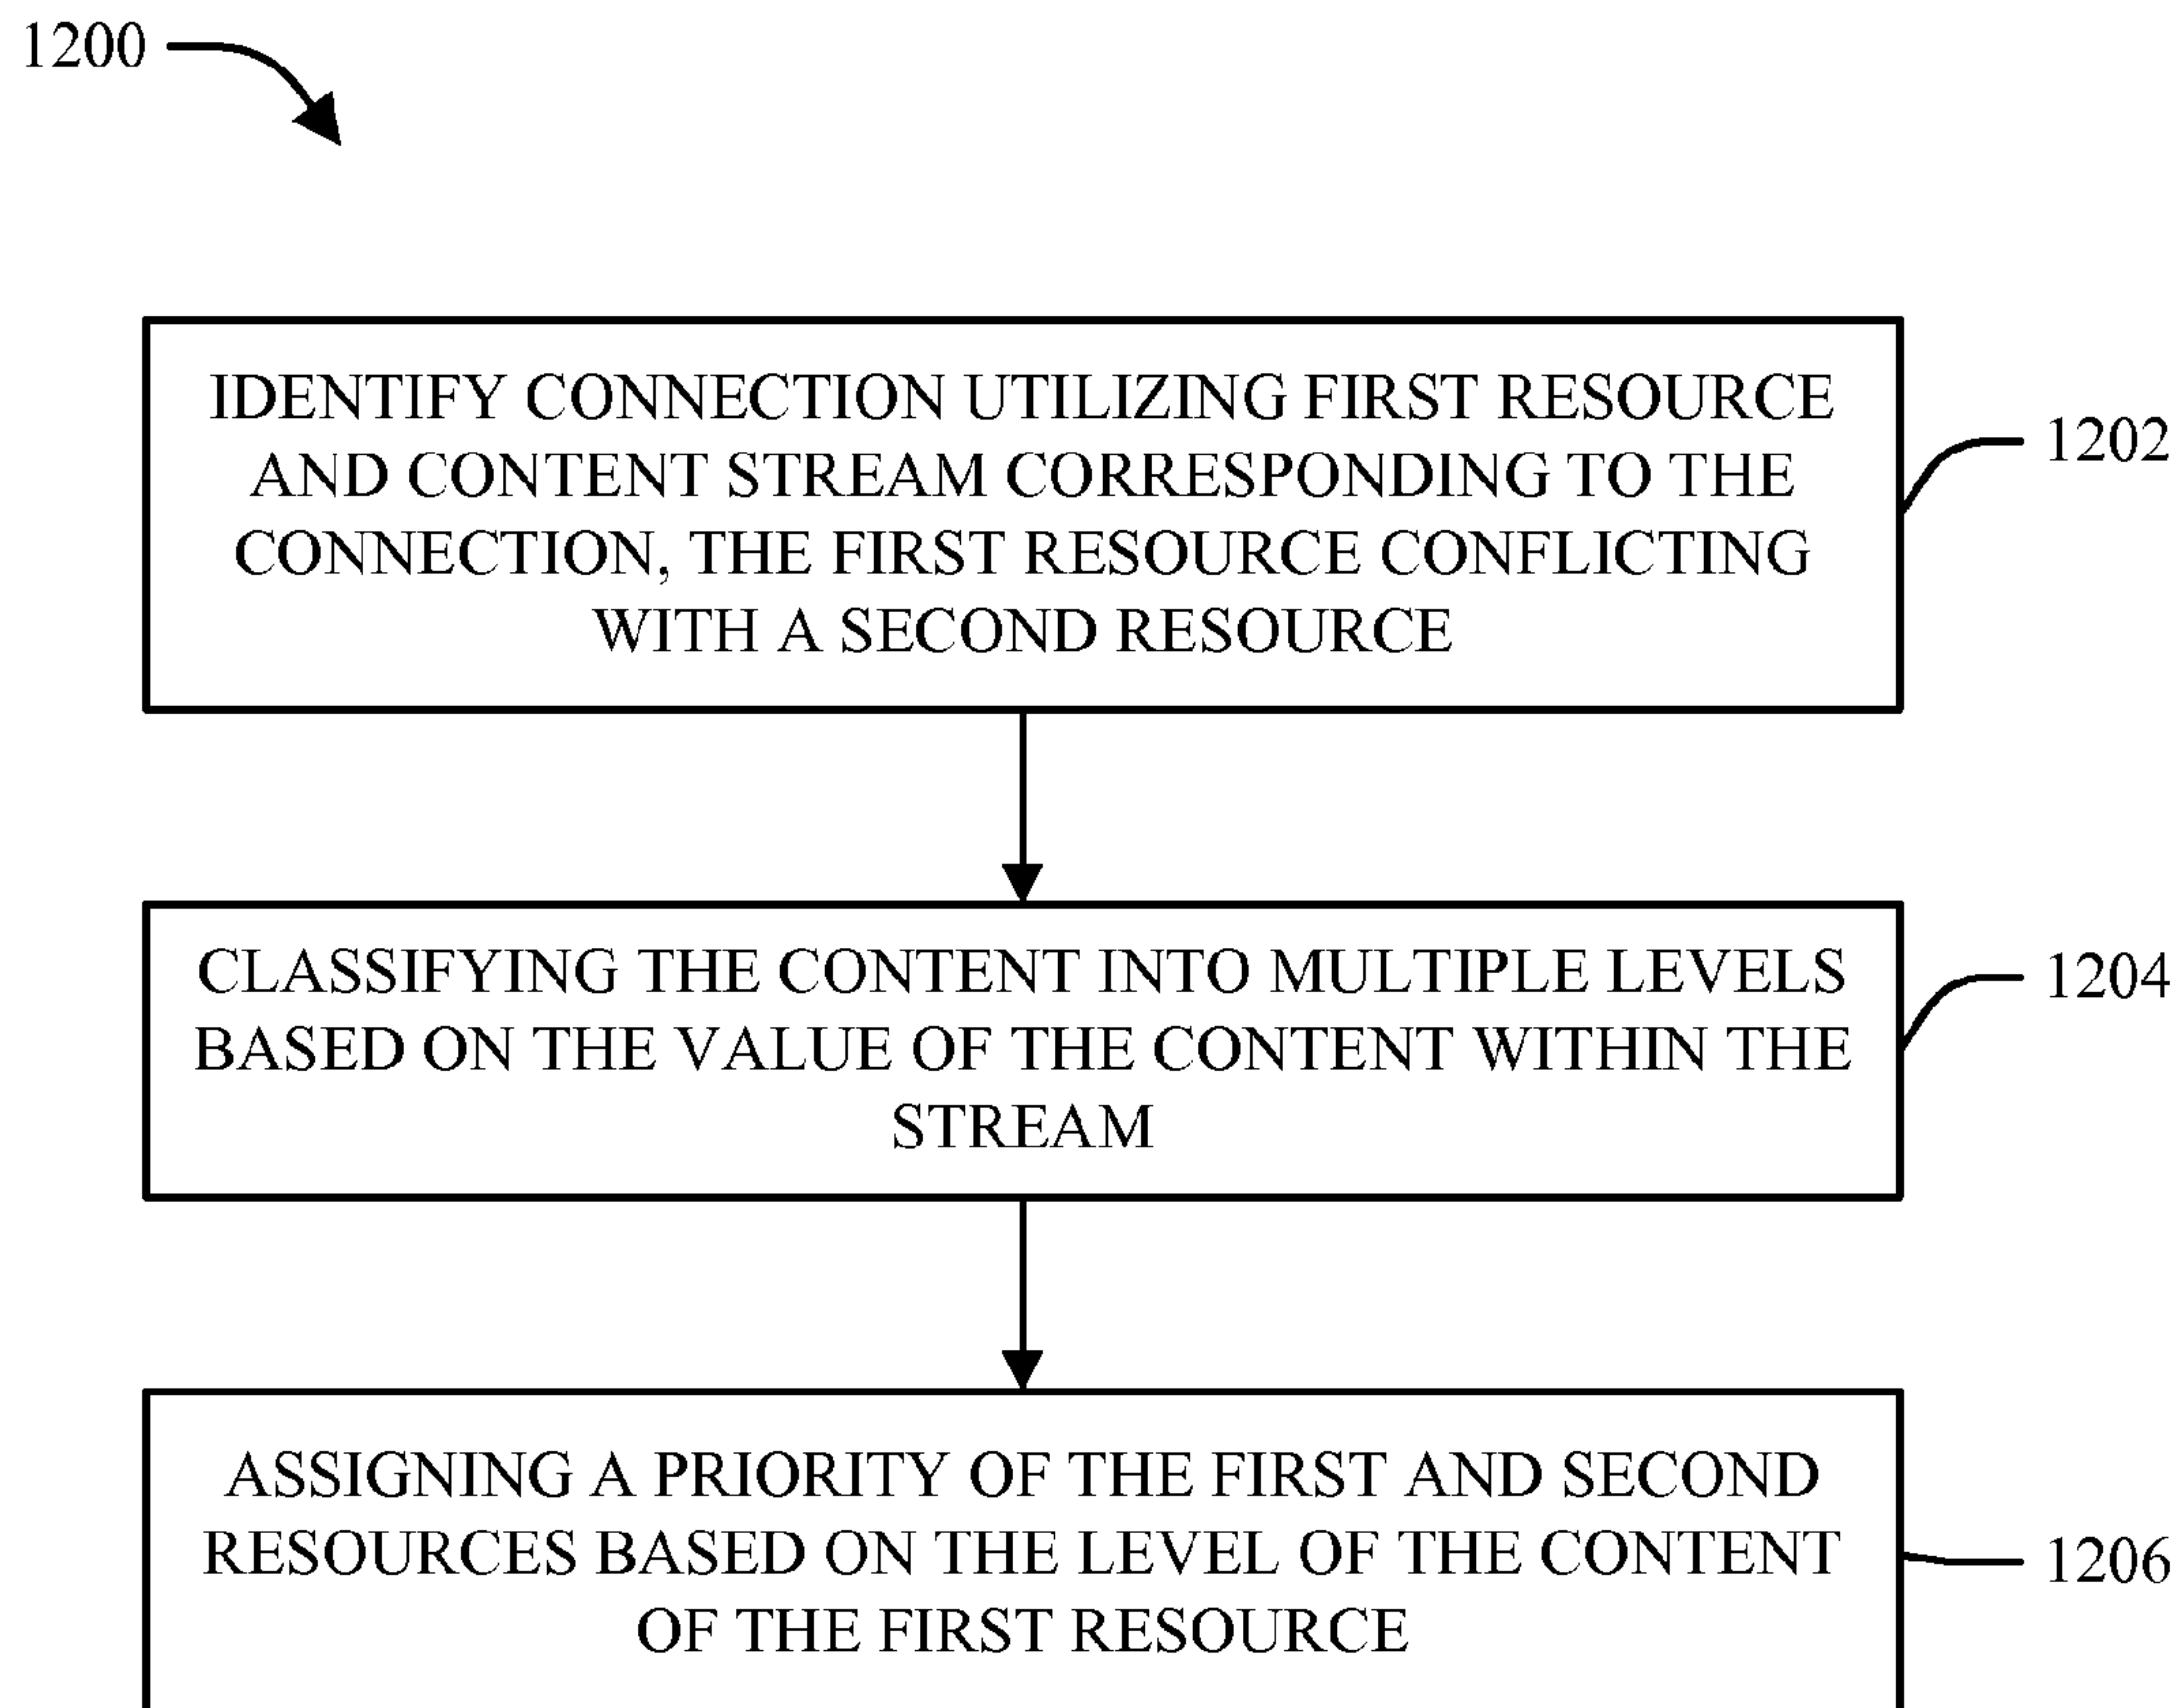 1200
IDENTIFY CONNECTION UTILIZING FIRST RESOURCE
AND CONTENT STREAM CORRESPONDING TO THE
CONNECTION, THE FIRST RESOURCE CONFLICTING
WITH A SECOND RESOURCE
1202
CLASSIFYING THE CONTENT INTO MULTIPLE LEVELS
BASED ON THE VALUE OF THE CONTENT WITHIN THE
STREAM
1204
ASSIGNING A PRIORITY OF THE FIRST AND SECOND
RESOURCES BASED ON THE LEVEL OF THE CONTENT
OF THE FIRST RESOURCE
1206